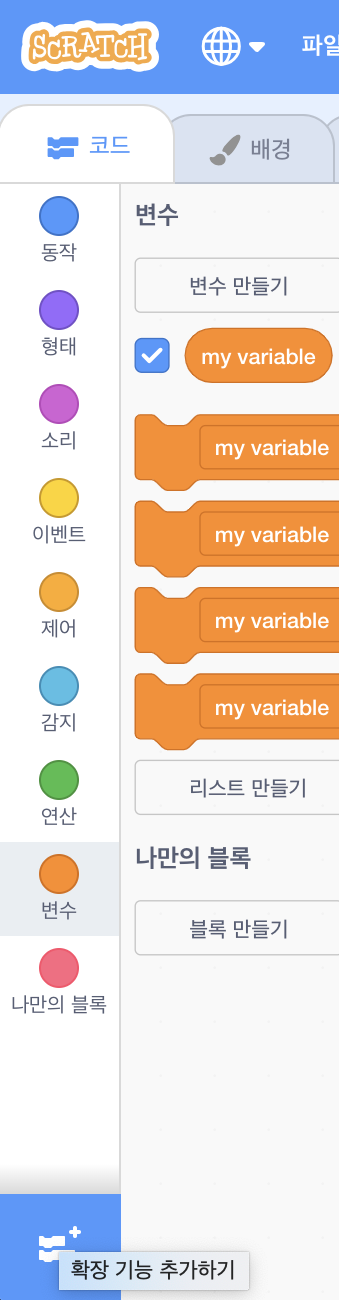 SCRATCH
파일
코드
배경
동작
형태
소리
이벤트
제어
감지
연산
변수
나만의 블록
변수
변수 만들기
my variable
my variable
my variable
my variable
my variable
리스트 만들기
나만의 블록
블록 만들기
확장 기능 추가하기